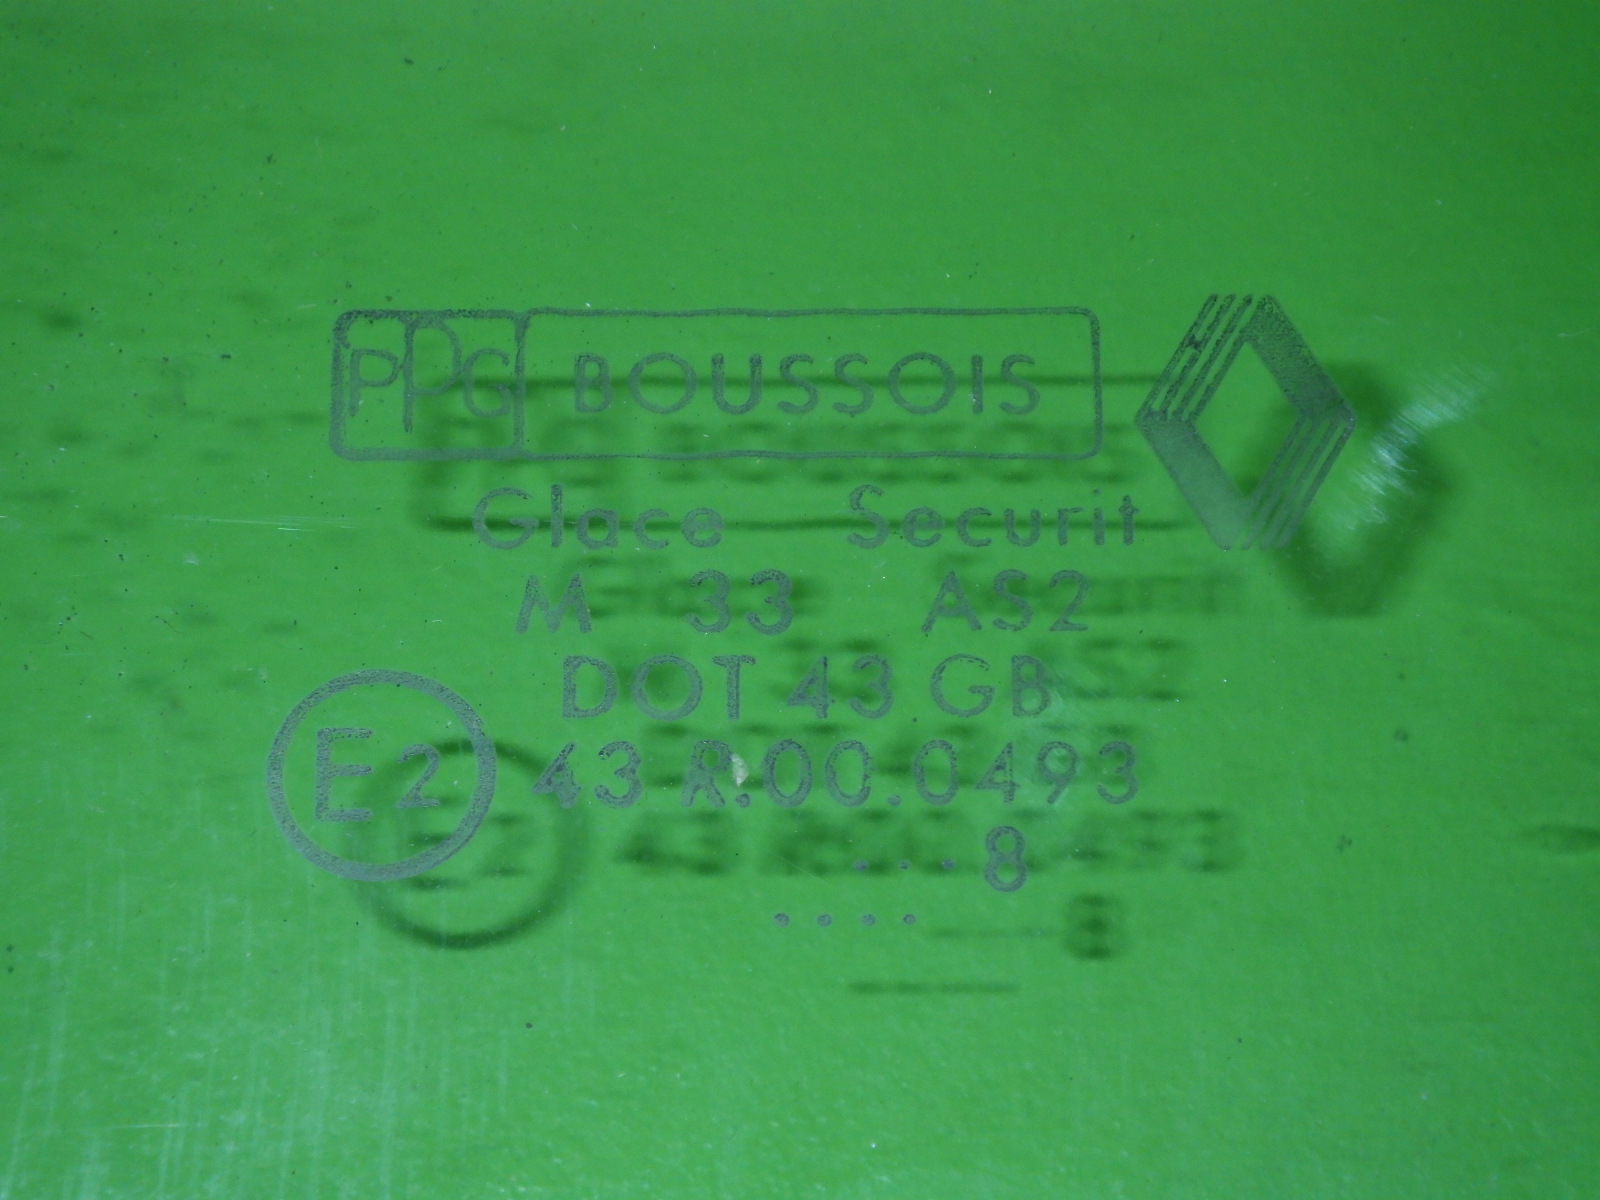 PPG BOUSSOIS
Glace Securit
M 33 AS2
DOT 43 GB
E2 43 R.00.0493
...8
....